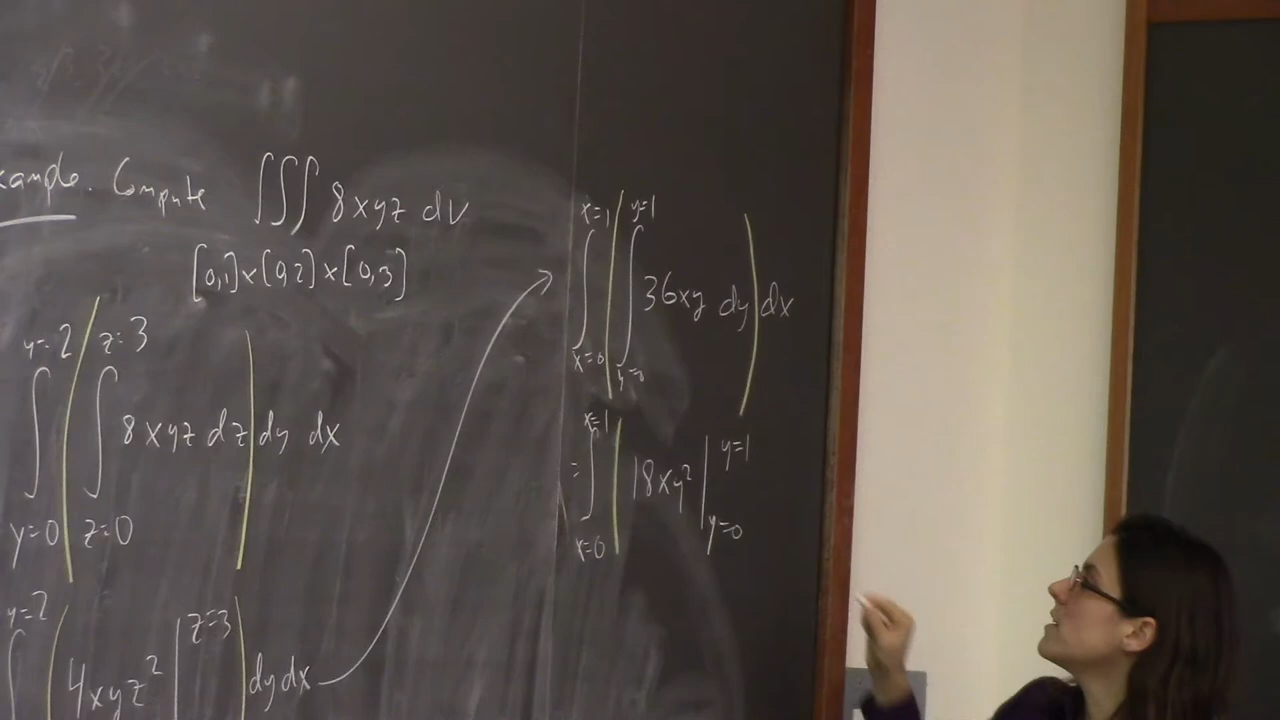 xample. Compute ∫∫∫ 8xyz dV
[0,1]×[0,2]×[0,3]
y=2 z=3
∫ ∫ 8xyz dz dy dx
y=0 z=0
y=2 z=3
∫ 4xyz² | dy dx
x=1 y=1
∫ ∫ 36xy dy dx
x=0 y=0
x=1 y=1
= ∫ 18xy² |
x=0 y=0